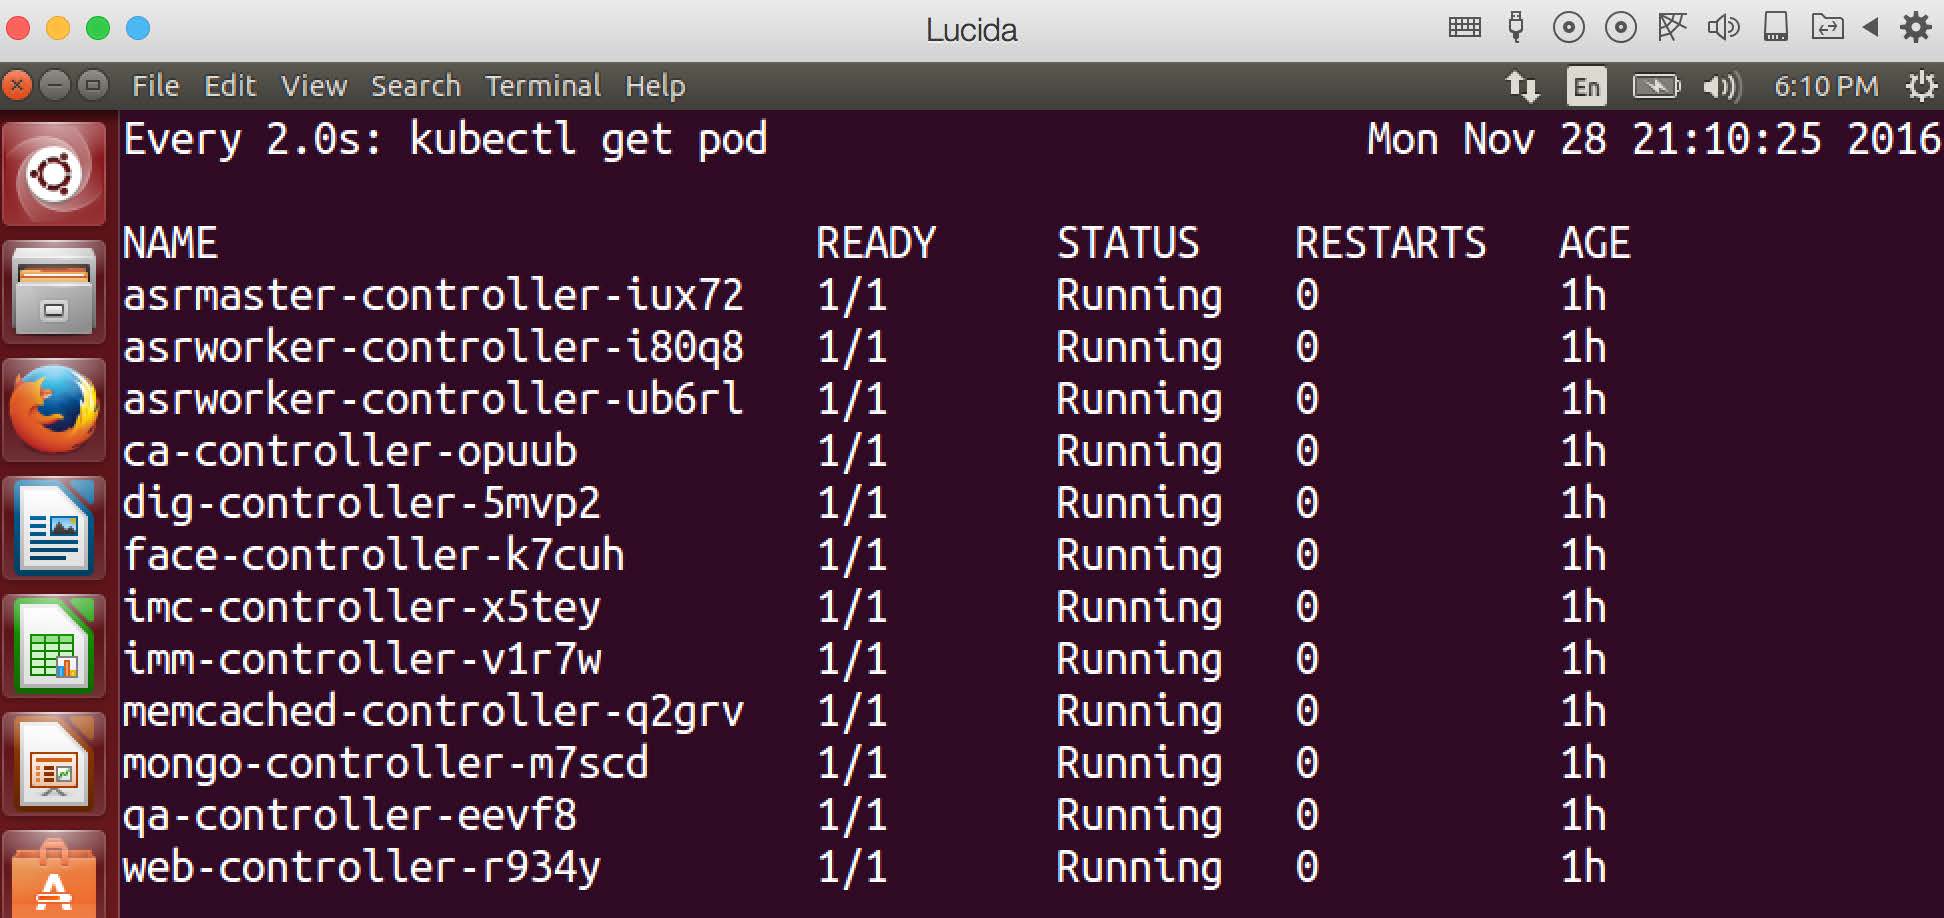 Lucida
File Edit View Search Terminal Help En 6:10 PM
Every 2.0s: kubectl get pod Mon Nov 28 21:10:25 2016
NAME READY STATUS RESTARTS AGE
asrmaster-controller-iux72 1/1 Running 0 1h
asrworker-controller-i80q8 1/1 Running 0 1h
asrworker-controller-ub6rl 1/1 Running 0 1h
ca-controller-opuub 1/1 Running 0 1h
dig-controller-5mvp2 1/1 Running 0 1h
face-controller-k7cuh 1/1 Running 0 1h
imc-controller-x5tey 1/1 Running 0 1h
imm-controller-v1r7w 1/1 Running 0 1h
memcached-controller-q2grv 1/1 Running 0 1h
mongo-controller-m7scd 1/1 Running 0 1h
qa-controller-eevf8 1/1 Running 0 1h
web-controller-r934y 1/1 Running 0 1h